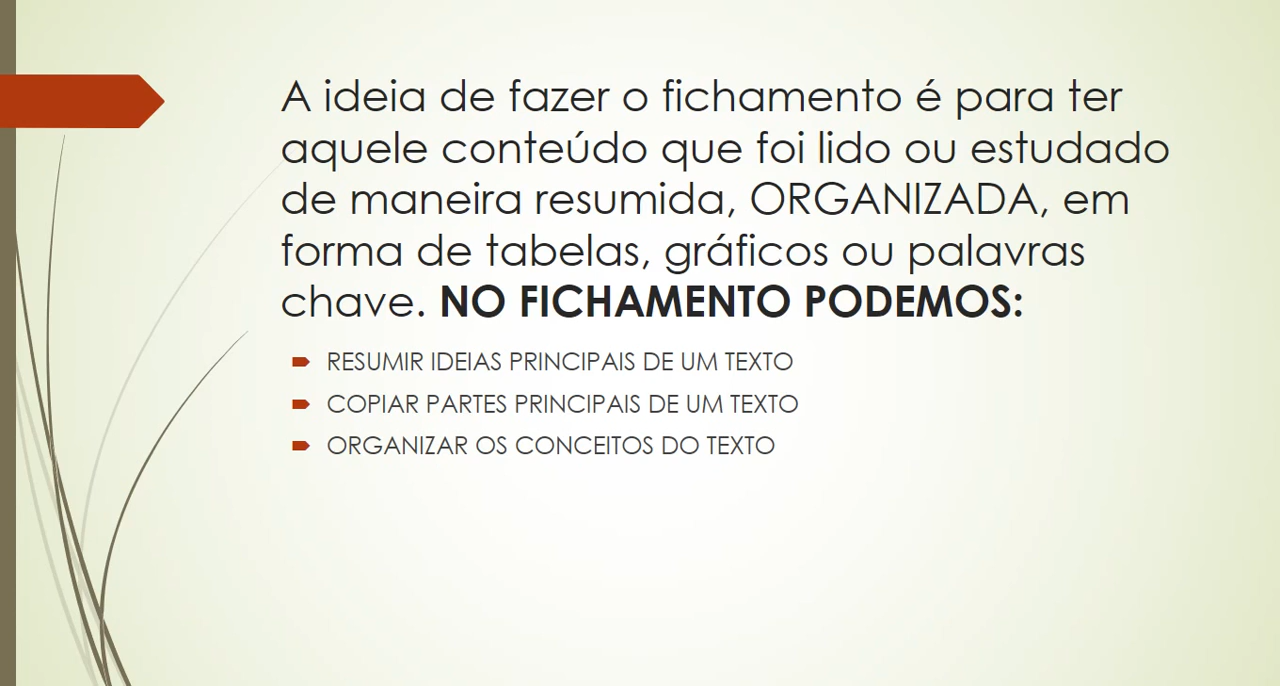 A ideia de fazer o fichamento é para ter
aquele conteúdo que foi lido ou estudado
de maneira resumida, ORGANIZADA, em
forma de tabelas, gráficos ou palavras
chave. NO FICHAMENTO PODEMOS:
RESUMIR IDEIAS PRINCIPAIS DE UM TEXTO
COPIAR PARTES PRINCIPAIS DE UM TEXTO
ORGANIZAR OS CONCEITOS DO TEXTO